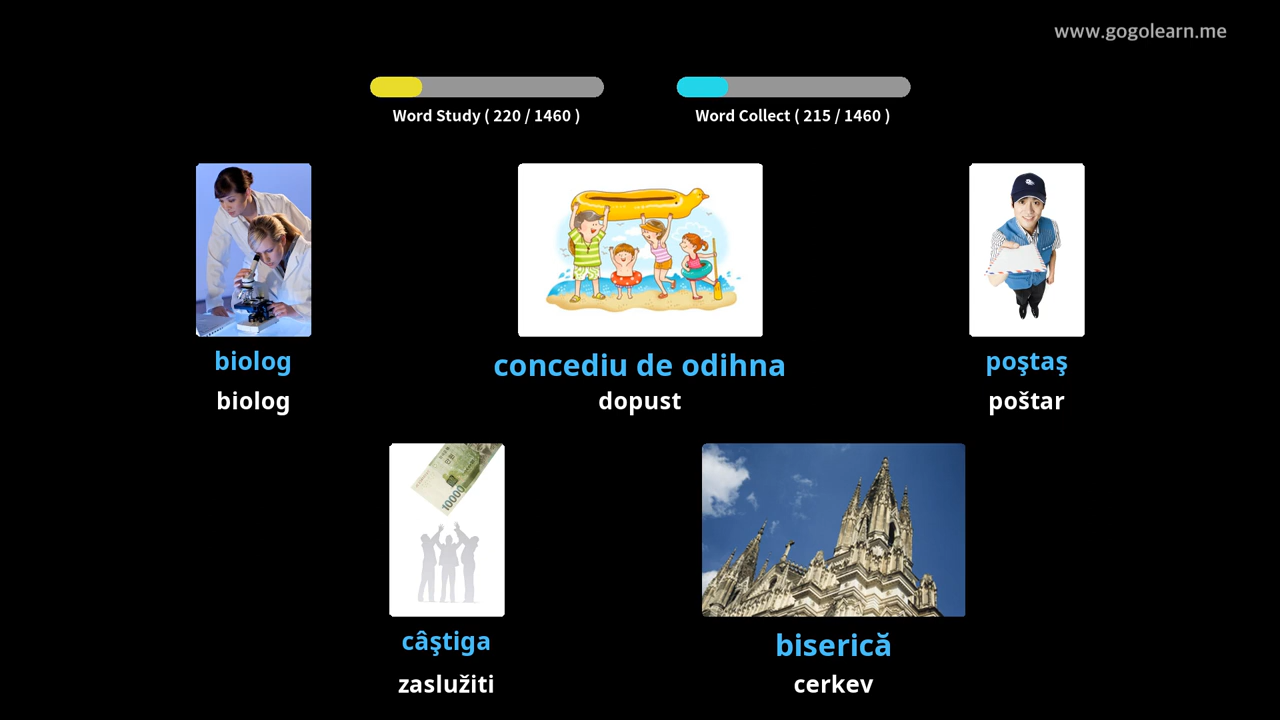 www.gogolearn.me
Word Study ( 220 / 1460 )
Word Collect ( 215 / 1460 )
biolog
biolog
concediu de odihna
dopust
poştaş
poštar
10000
câştiga
zaslužiti
biserică
cerkev